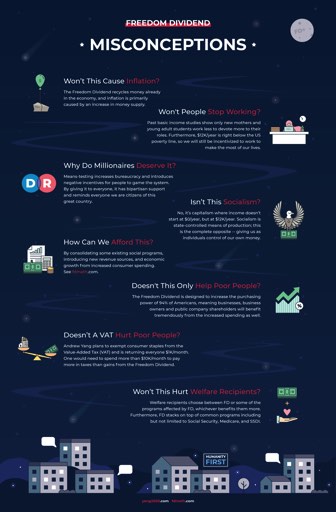 FREEDOM DIVIDEND
• MISCONCEPTIONS •
Won't This Cause Inflation?
The Freedom Dividend recycles money already
in the economy, and inflation is primarily
caused by an increase in money supply.
Won't People Stop Working?
Past basic income studies show only new mothers and
young adult students work less to devote more to their
roles. Furthermore, $12K/year is right below the US
poverty line, so we will still be incentivized to work to
make the most of our lives.
Why Do Millionaires Deserve It?
Means-testing increases bureaucracy and introduces
negative incentives for people to game the system.
By giving it to everyone, it has bipartisan support
and reminds everyone we are citizens of this
great country.
D R
Isn't This Socialism?
No, it's capitalism where income doesn't
start at $0/year, but at $12K/year. Socialism is
state-controlled means of production; this
is the complete opposite – giving us as
individuals control of our own money.
How Can We Afford This?
By consolidating some existing social programs,
introducing new revenue sources, and economic
growth from increased consumer spending.
See
.com.
Doesn't This Only Help Poor People?
The Freedom Dividend is designed to increase the purchasing
power of 94% of Americans, meaning businesses, business
owners and public company shareholders will benefit
tremendously from the increased spending as well.
Doesn't A VAT Hurt Poor People?
Andrew Yang plans to exempt consumer staples from the
Value-Added Tax (VAT) and is returning everyone $1K/month.
One would need to spend more than $10K/month to pay
more in taxes than gains from the Freedom Dividend.
Won't This Hurt Welfare Recipients?
Welfare recipients choose between FD or some of the
programs affected by FD, whichever benefits them more.
Furthermore, FD stacks on top of common programs including
but not limited to Social Security, Medicare, and SSDI.
HUMANITY
FIRST
yang2020.com